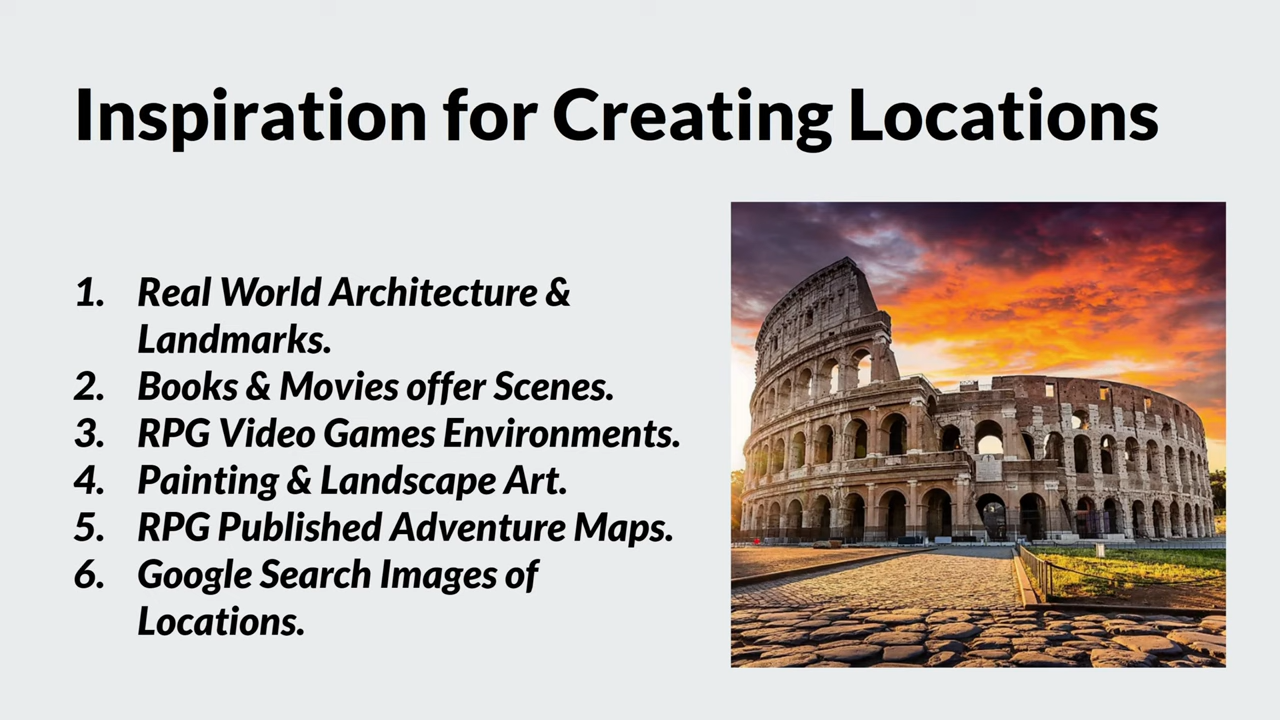 Inspiration for Creating Locations
1. Real World Architecture &
Landmarks.
2. Books & Movies offer Scenes.
3. RPG Video Games Environments.
4. Painting & Landscape Art.
5. RPG Published Adventure Maps.
6. Google Search Images of
Locations.